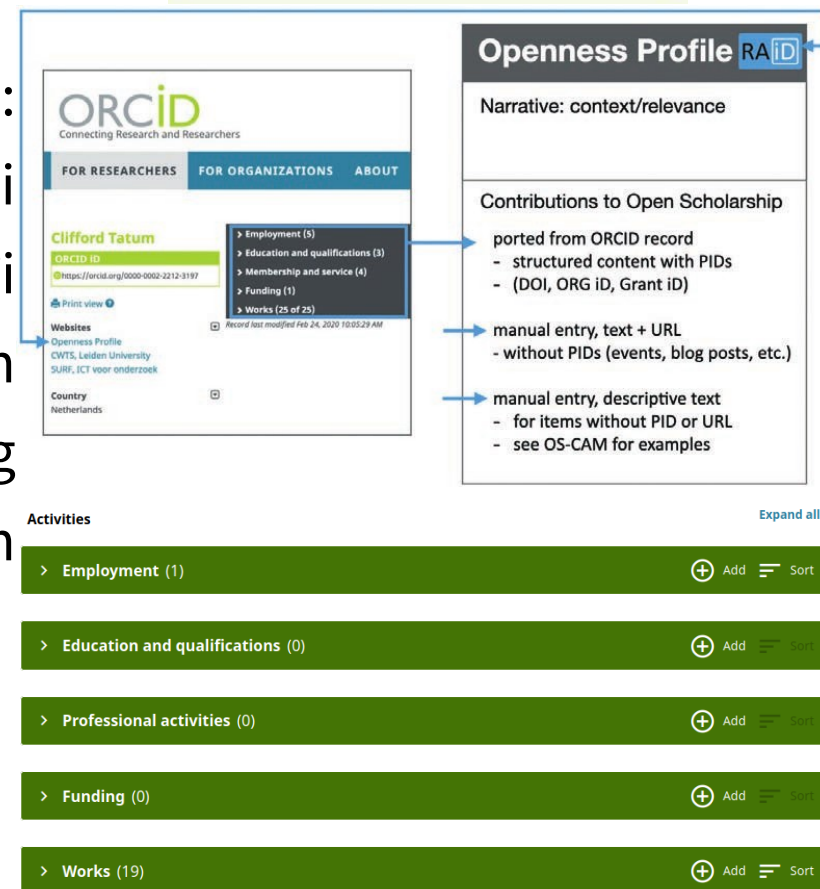 :
i
i
n
g
n
ORCID
Connecting Research and Researchers
FOR RESEARCHERS FOR ORGANIZATIONS ABOUT
Clifford Tatum
ORCID iD
https://orcid.org/0000-0002-2212-3197
Print view
Websites
Openness Profile
CWTS, Leiden University
SURF, ICT voor onderzoek
Country
Netherlands
> Employment (5)
> Education and qualifications (3)
> Membership and service (4)
> Funding (1)
> Works (25 of 25)
Record last modified Feb 24, 2020 10:05:29 AM
Openness Profile RAiD
Narrative: context/relevance
Contributions to Open Scholarship
ported from ORCID record
- structured content with PIDs
- (DOI, ORG iD, Grant iD)
manual entry, text + URL
- without PIDs (events, blog posts, etc.)
manual entry, descriptive text
- for items without PID or URL
- see OS-CAM for examples
Activities Expand all
> Employment (1) Add Sort
> Education and qualifications (0) Add Sort
> Professional activities (0) Add Sort
> Funding (0) Add Sort
> Works (19) Add Sort